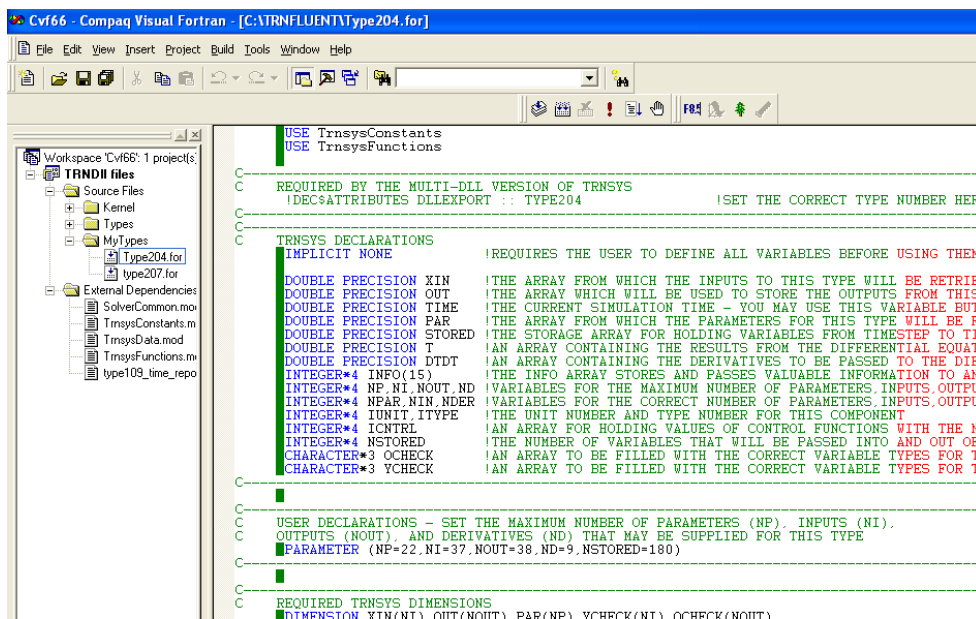 Cvf66 - Compaq Visual Fortran - [C:\TRNFLUENT\Type204.for]
File Edit View Insert Project Build Tools Window Help
Workspace 'Cvf66': 1 project(s)
TRNDll files
Source Files
Kernel
Types
MyTypes
Type204.for
type207.for
External Dependencies
SolverCommon.mo
TrnsysConstants.m
TrnsysData.mod
TrnsysFunctions.m
type109_time_repo
USE TrnsysConstants
USE TrnsysFunctions
C----
C REQUIRED BY THE MULTI-DLL VERSION OF TRNSYS
!DEC$ATTRIBUTES DLLEXPORT :: TYPE204 !SET THE CORRECT TYPE NUMBER HER
C----
C----
C TRNSYS DECLARATIONS
IMPLICIT NONE !REQUIRES THE USER TO DEFINE ALL VARIABLES BEFORE USING THEM
DOUBLE PRECISION XIN !THE ARRAY FROM WHICH THE INPUTS TO THIS TYPE WILL BE RETRIE
DOUBLE PRECISION OUT !THE ARRAY WHICH WILL BE USED TO STORE THE OUTPUTS FROM THIS
DOUBLE PRECISION TIME !THE CURRENT SIMULATION TIME - YOU MAY USE THIS VARIABLE BUT
DOUBLE PRECISION PAR !THE ARRAY FROM WHICH THE PARAMETERS FOR THIS TYPE WILL BE R
DOUBLE PRECISION STORED !THE STORAGE ARRAY FOR HOLDING VARIABLES FROM TIMESTEP TO TI
DOUBLE PRECISION T !AN ARRAY CONTAINING THE RESULTS FROM THE DIFFERENTIAL EQUAT
DOUBLE PRECISION DTDT !AN ARRAY CONTAINING THE DERIVATIVES TO BE PASSED TO THE DI
INTEGER*4 INFO(15) !THE INFO ARRAY STORES AND PASSES VALUABLE INFORMATION TO AN
INTEGER*4 NP,NI,NOUT,ND !VARIABLES FOR THE MAXIMUM NUMBER OF PARAMETERS,INPUTS,OUTPU
INTEGER*4 NPAR,NIN,NDER !VARIABLES FOR THE CORRECT NUMBER OF PARAMETERS,INPUTS,OUTPU
INTEGER*4 IUNIT,ITYPE !THE UNIT NUMBER AND TYPE NUMBER FOR THIS COMPONENT
INTEGER*4 ICNTRL !AN ARRAY FOR HOLDING VALUES OF CONTROL FUNCTIONS WITH THE N
INTEGER*4 NSTORED !THE NUMBER OF VARIABLES THAT WILL BE PASSED INTO AND OUT OF
CHARACTER*3 OCHECK !AN ARRAY TO BE FILLED WITH THE CORRECT VARIABLE TYPES FOR T
CHARACTER*3 YCHECK !AN ARRAY TO BE FILLED WITH THE CORRECT VARIABLE TYPES FOR T
C----
C----
C USER DECLARATIONS - SET THE MAXIMUM NUMBER OF PARAMETERS (NP), INPUTS (NI),
C OUTPUTS (NOUT), AND DERIVATIVES (ND) THAT MAY BE SUPPLIED FOR THIS TYPE
PARAMETER (NP=22,NI=37,NOUT=38,ND=9,NSTORED=180)
C----
C----
C REQUIRED TRNSYS DIMENSIONS
DIMENSION XIN(NI),OUT(NOUT),PAR(NP),YCHECK(NI),OCHECK(NOUT)